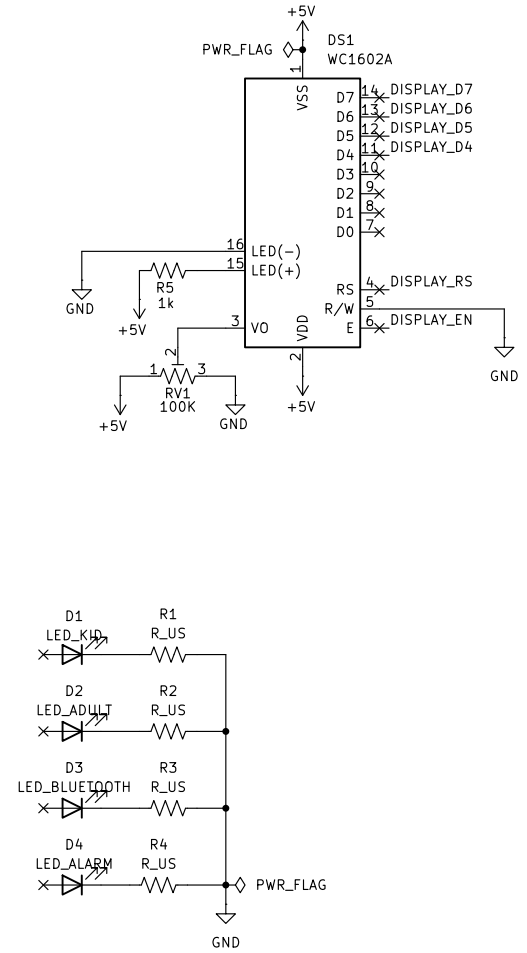 +5V
PWR_FLAG
DS1
WC1602A
1
VSS
D7 14 DISPLAY_D7
D6 13 DISPLAY_D6
D5 12 DISPLAY_D5
D4 11 DISPLAY_D4
D3 10
D2 9
D1 8
D0 7
16 LED(-)
15 LED(+)
R5
1k
GND
+5V
RS 4 DISPLAY_RS
R/W 5
E 6 DISPLAY_EN
3 VO
VDD
2
+5V
GND
2
1 3
RV1
100K
+5V
GND
D1
LED_KID
R1
R_US
D2
LED_ADULT
R2
R_US
D3
LED_BLUETOOTH
R3
R_US
D4
LED_ALARM
R4
R_US
PWR_FLAG
GND